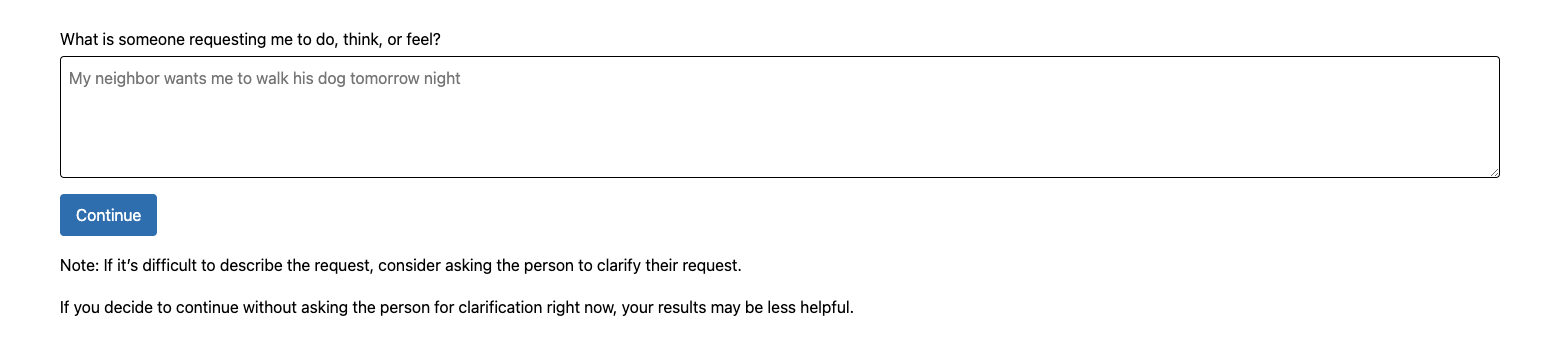 What is someone requesting me to do, think, or feel?
My neighbor wants me to walk his dog tomorrow night
Continue
Note: If it’s difficult to describe the request, consider asking the person to clarify their request.
If you decide to continue without asking the person for clarification right now, your results may be less helpful.